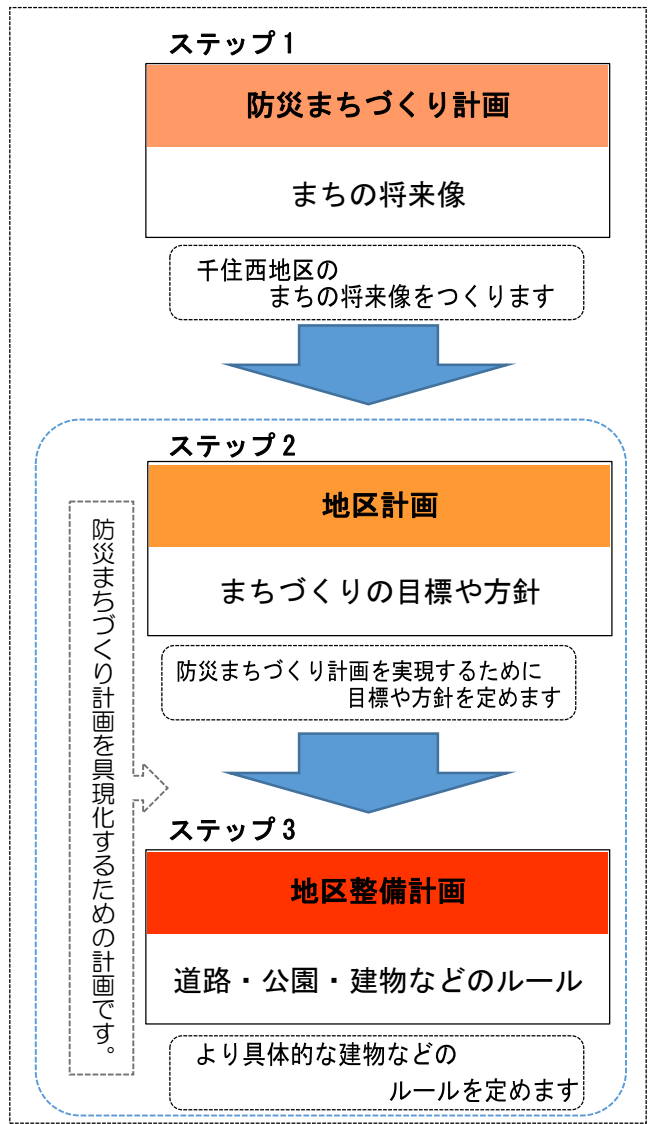 ステップ1
防災まちづくり計画
まちの将来像
千住西地区の
まちの将来像をつくります
ステップ2
地区計画
まちづくりの目標や方針
防災まちづくり計画を実現するために
目標や方針を定めます
防災まちづくり計画を具現化するための計画です。
ステップ3
地区整備計画
道路・公園・建物などのルール
より具体的な建物などの
ルールを定めます